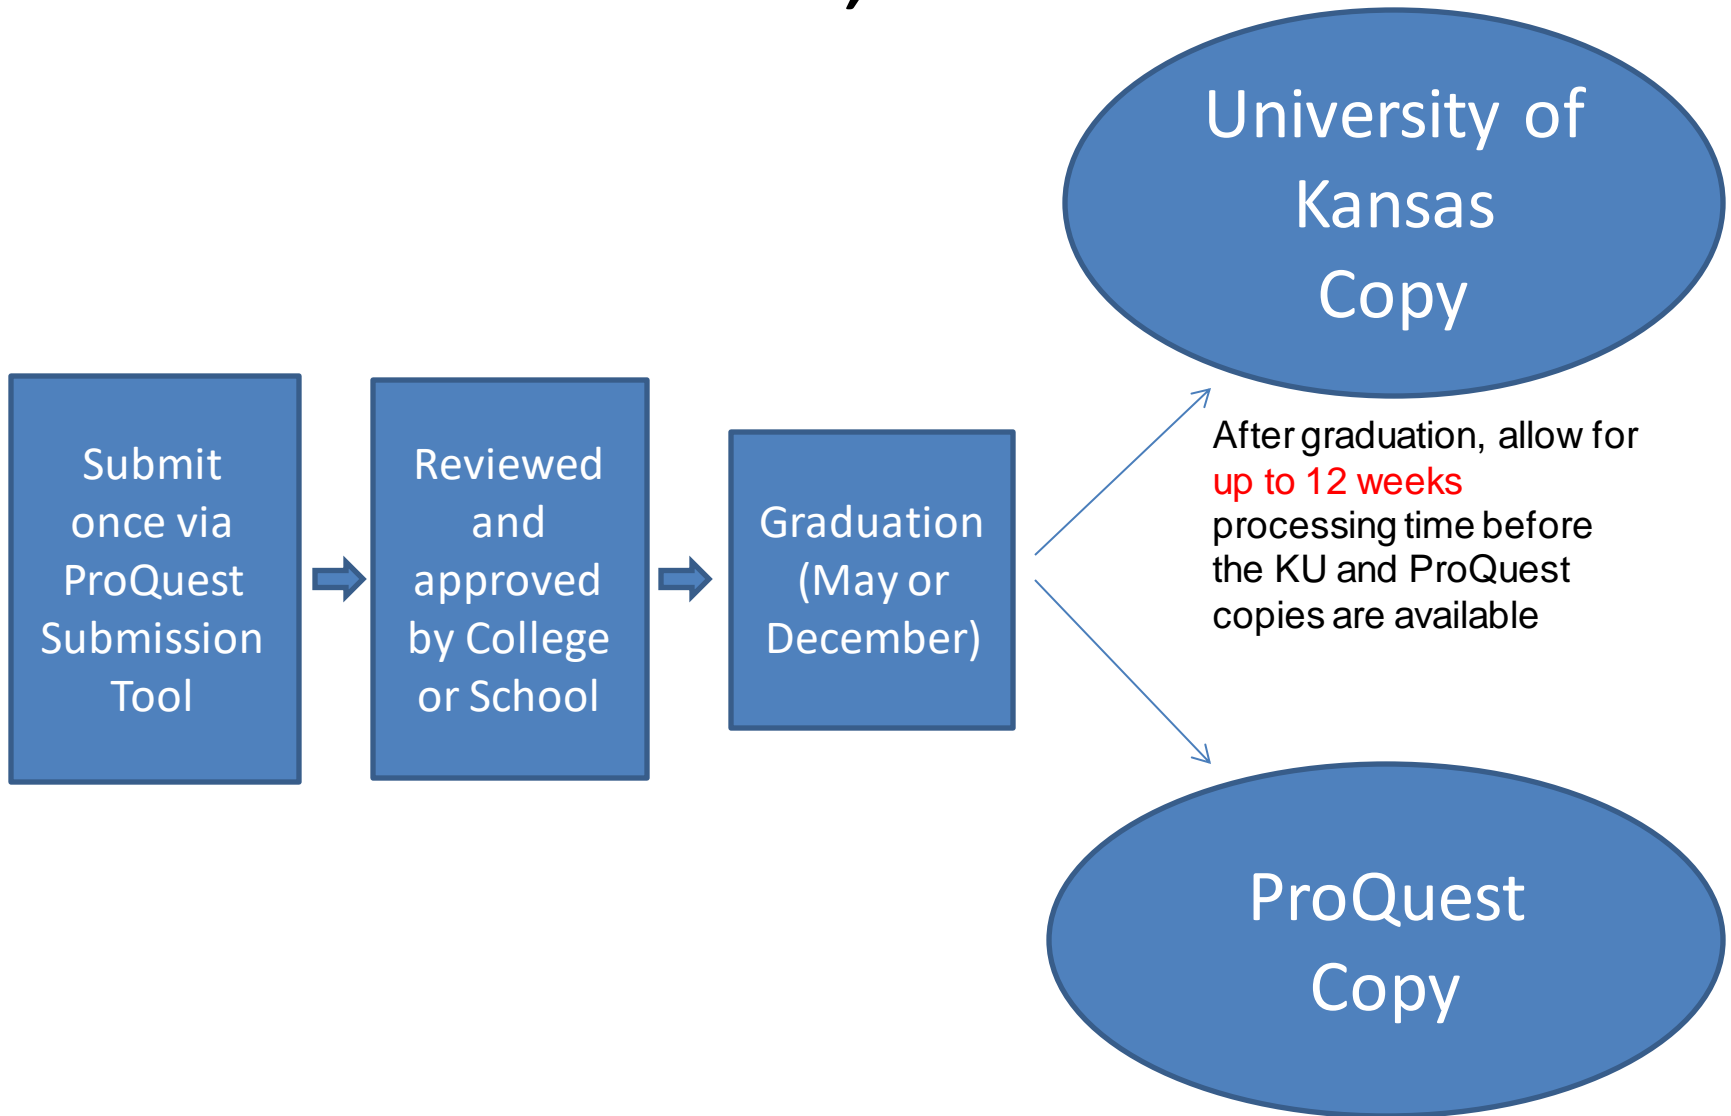 Submit
once via
ProQuest
Submission
Tool
Reviewed
and
approved
by College
or School
Graduation
(May or
December)
University of
Kansas
Copy
After graduation, allow for
up to 12 weeks
processing time before
the KU and ProQuest
copies are available
ProQuest
Copy